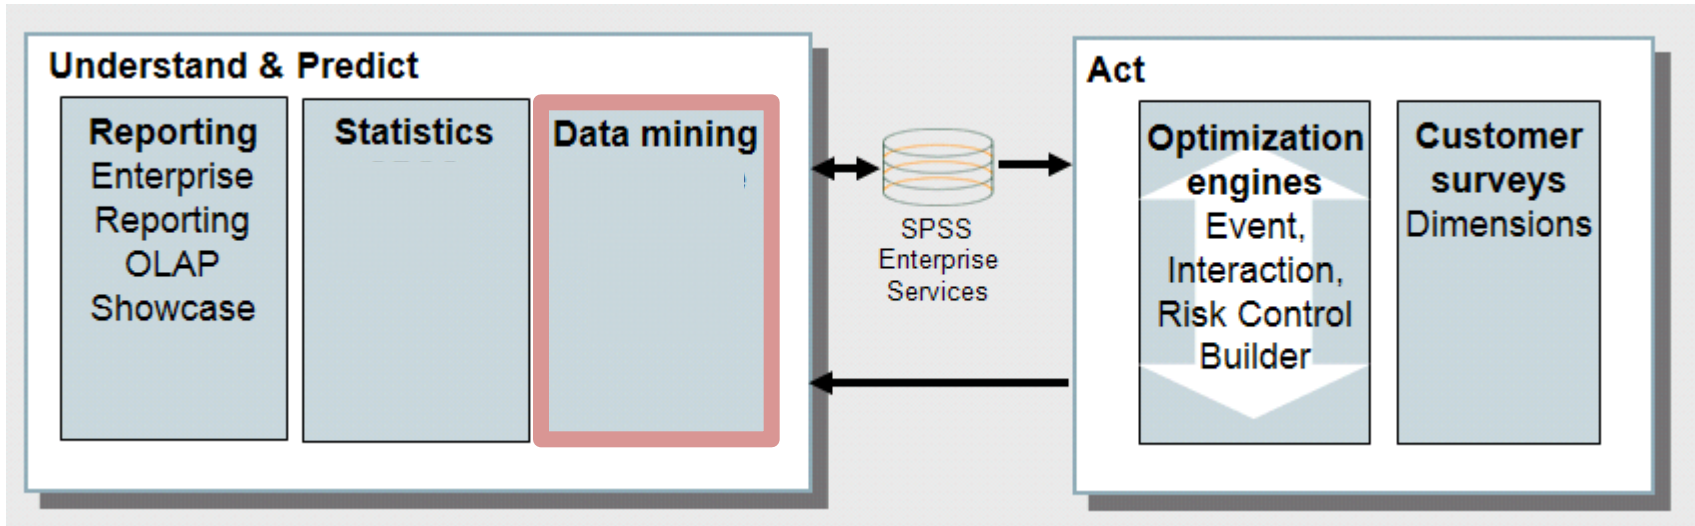 Understand & Predict
Reporting
Enterprise
Reporting
OLAP
Showcase
Statistics
Data mining
SPSS
Enterprise
Services
Act
Optimization
engines
Event,
Interaction,
Risk Control
Builder
Customer
surveys
Dimensions